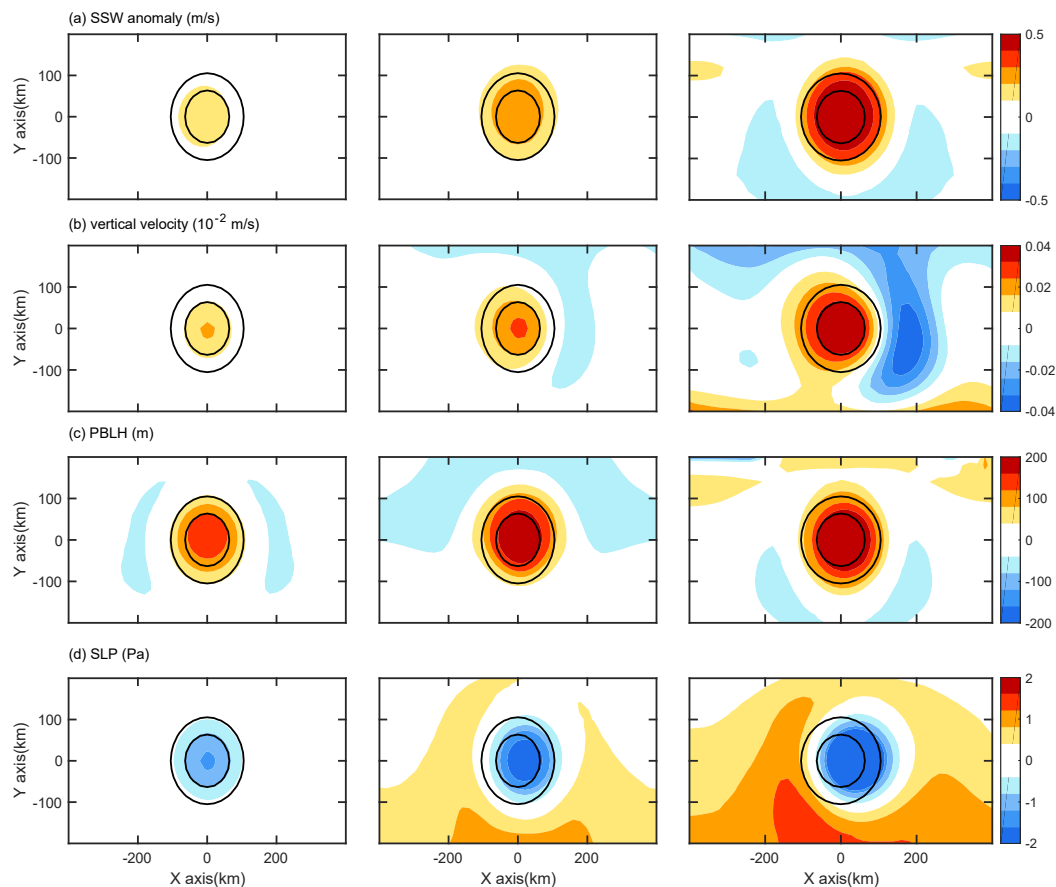 (a) SSW anomaly (m/s)
100
0
-100
Y axis(km)
0.5
0
-0.5
(b) vertical velocity (10-2 m/s)
100
0
-100
Y axis(km)
0.04
0.02
0
-0.02
-0.04
(c) PBLH (m)
100
0
-100
Y axis(km)
200
100
0
-100
-200
(d) SLP (Pa)
100
0
-100
Y axis(km)
2
1
0
-1
-2
-200 0 200
-200 0 200
-200 0 200
X axis(km)
X axis(km)
X axis(km)